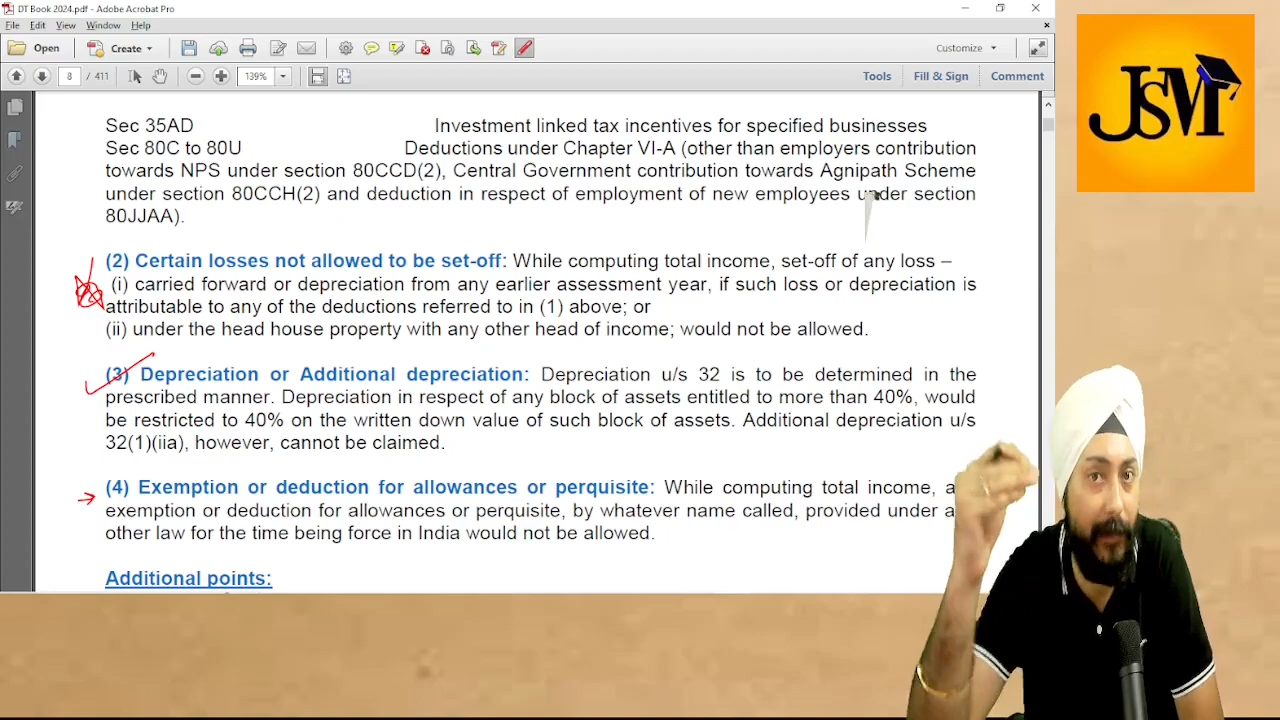 DT Book 2024.pdf - Adobe Acrobat Pro
File Edit View Window Help
Open Create Customize
8 / 411 139% Tools Fill & Sign Comment
JSM
Sec 35AD Investment linked tax incentives for specified businesses
Sec 80C to 80U Deductions under Chapter VI-A (other than employers contribution
towards NPS under section 80CCD(2), Central Government contribution towards Agnipath Scheme
under section 80CCH(2) and deduction in respect of employment of new employees under section
80JJAA).
(2) Certain losses not allowed to be set-off: While computing total income, set-off of any loss –
(i) carried forward or depreciation from any earlier assessment year, if such loss or depreciation is
attributable to any of the deductions referred to in (1) above; or
(ii) under the head house property with any other head of income; would not be allowed.
(3) Depreciation or Additional depreciation: Depreciation u/s 32 is to be determined in the
prescribed manner. Depreciation in respect of any block of assets entitled to more than 40%, would
be restricted to 40% on the written down value of such block of assets. Additional depreciation u/s
32(1)(iia), however, cannot be claimed.
(4) Exemption or deduction for allowances or perquisite: While computing total income,
exemption or deduction for allowances or perquisite, by whatever name called, provided under
other law for the time being force in India would not be allowed.
Additional points: